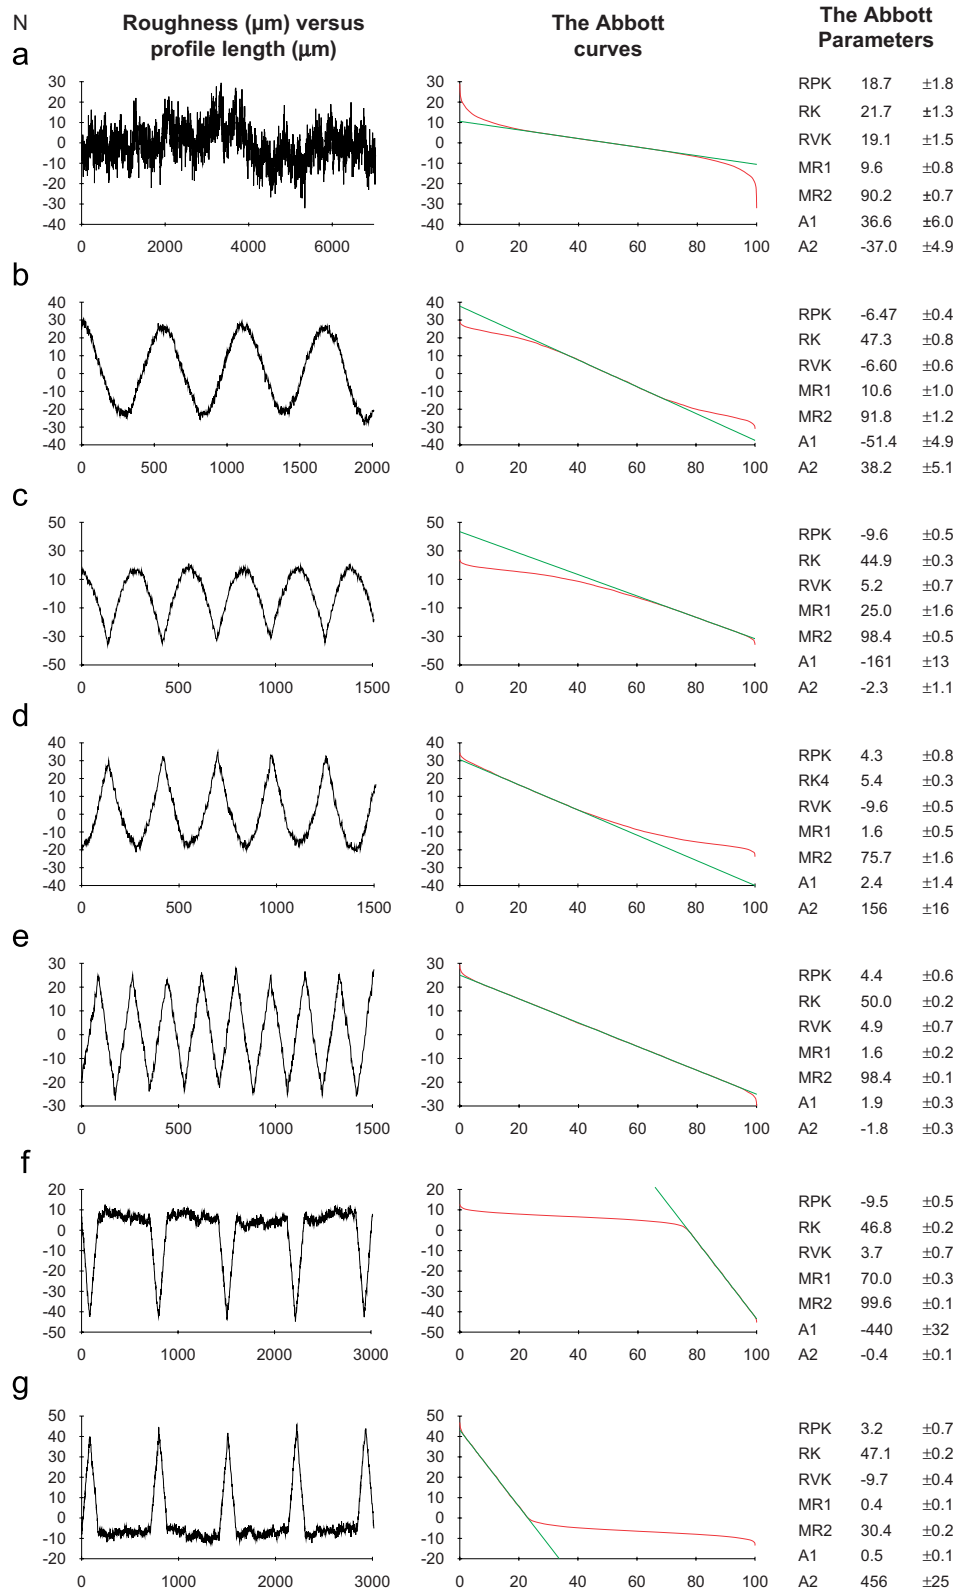 N
Roughness (µm) versus
profile length (µm)
The Abbott
curves
The Abbott
Parameters
a
30
20
10
0
-10
-20
-30
-40
0 2000 4000 6000
30
20
10
0
-10
-20
-30
-40
0 20 40 60 80 100
RPK 18.7 ±1.8
RK 21.7 ±1.3
RVK 19.1 ±1.5
MR1 9.6 ±0.8
MR2 90.2 ±0.7
A1 36.6 ±6.0
A2 -37.0 ±4.9
b
40
30
20
10
0
-10
-20
-30
-40
0 500 1000 1500 2000
40
30
20
10
0
-10
-20
-30
-40
0 20 40 60 80 100
RPK -6.47 ±0.4
RK 47.3 ±0.8
RVK -6.60 ±0.6
MR1 10.6 ±1.0
MR2 91.8 ±1.2
A1 -51.4 ±4.9
A2 38.2 ±5.1
c
50
30
10
-10
-30
-50
0 500 1000 1500
50
30
10
-10
-30
-50
0 20 40 60 80 100
RPK -9.6 ±0.5
RK 44.9 ±0.3
RVK 5.2 ±0.7
MR1 25.0 ±1.6
MR2 98.4 ±0.5
A1 -161 ±13
A2 -2.3 ±1.1
d
40
30
20
10
0
-10
-20
-30
-40
0 500 1000 1500
40
30
20
10
0
-10
-20
-30
-40
0 20 40 60 80 100
RPK 4.3 ±0.8
RK4 5.4 ±0.3
RVK -9.6 ±0.5
MR1 1.6 ±0.5
MR2 75.7 ±1.6
A1 2.4 ±1.4
A2 156 ±16
e
30
20
10
0
-10
-20
-30
0 500 1000 1500
30
20
10
0
-10
-20
-30
0 20 40 60 80 100
RPK 4.4 ±0.6
RK 50.0 ±0.2
RVK 4.9 ±0.7
MR1 1.6 ±0.2
MR2 98.4 ±0.1
A1 1.9 ±0.3
A2 -1.8 ±0.3
f
20
10
0
-10
-20
-30
-40
-50
0 1000 2000 3000
20
10
0
-10
-20
-30
-40
-50
0 20 40 60 80 100
RPK -9.5 ±0.5
RK 46.8 ±0.2
RVK 3.7 ±0.7
MR1 70.0 ±0.3
MR2 99.6 ±0.1
A1 -440 ±32
A2 -0.4 ±0.1
g
50
40
30
20
10
0
-10
-20
0 1000 2000 3000
50
40
30
20
10
0
-10
-20
0 20 40 60 80 100
RPK 3.2 ±0.7
RK 47.1 ±0.2
RVK -9.7 ±0.4
MR1 0.4 ±0.1
MR2 30.4 ±0.2
A1 0.5 ±0.1
A2 456 ±25